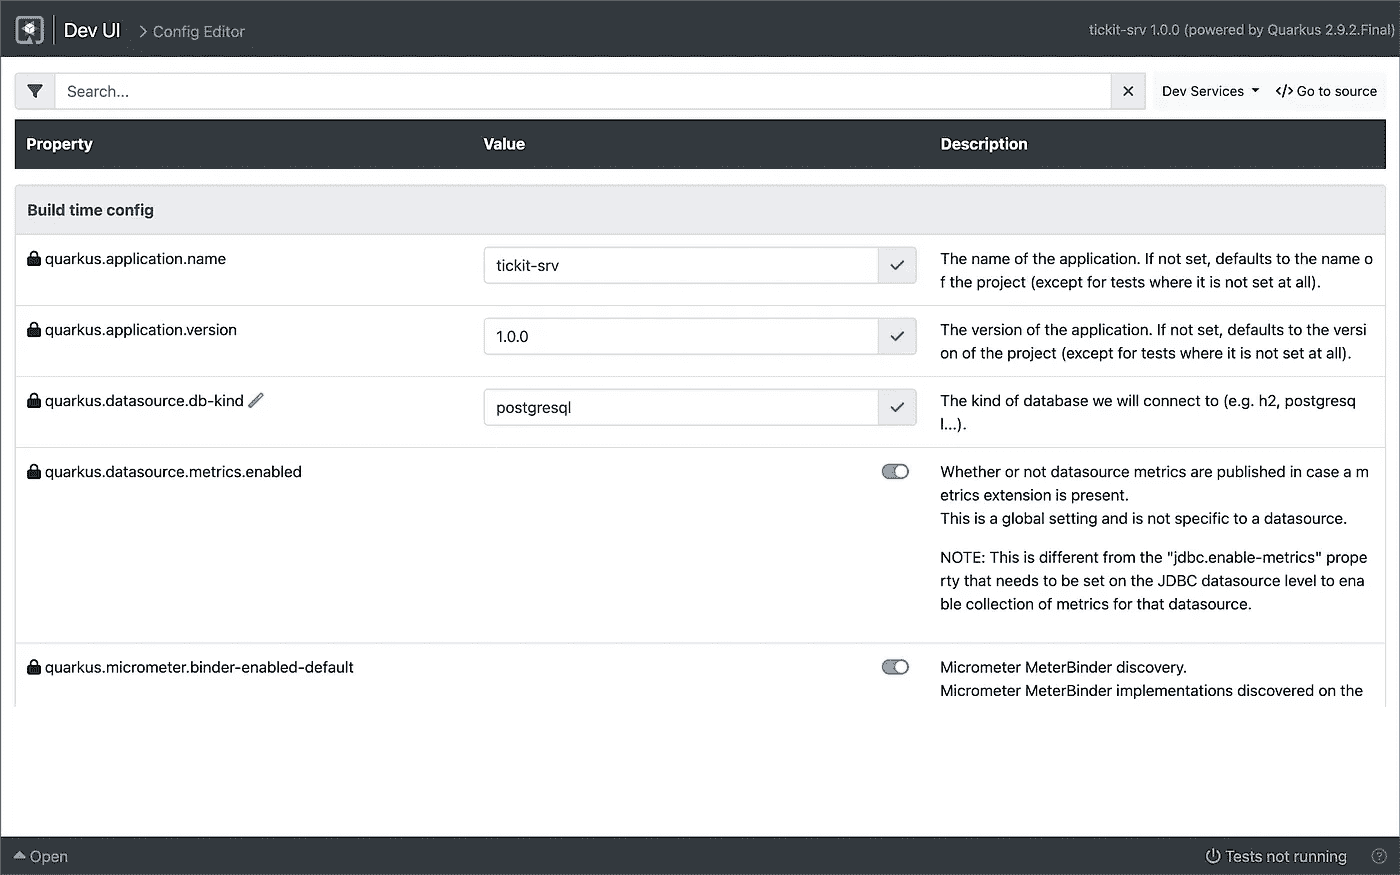 Dev UI
Config Editor
tickit-srv 1.0.0 (powered by Quarkus 2.9.2.Final)
Search...
Dev Services
</> Go to source
Property
Value
Description
Build time config
quarkus.application.name
tickit-srv
The name of the application. If not set, defaults to the name o
f the project (except for tests where it is not set at all).
quarkus.application.version
1.0.0
The version of the application. If not set, defaults to the versi
on of the project (except for tests where it is not set at all).
quarkus.datasource.db-kind
postgresql
The kind of database we will connect to (e.g. h2, postgresq
l...).
quarkus.datasource.metrics.enabled
Whether or not datasource metrics are published in case a m
etrics extension is present.
This is a global setting and is not specific to a datasource.
NOTE: This is different from the "jdbc.enable-metrics" prope
rty that needs to be set on the JDBC datasource level to ena
ble collection of metrics for that datasource.
quarkus.micrometer.binder-enabled-default
Micrometer MeterBinder discovery.
Micrometer MeterBinder implementations discovered on the
Open
Tests not running
?